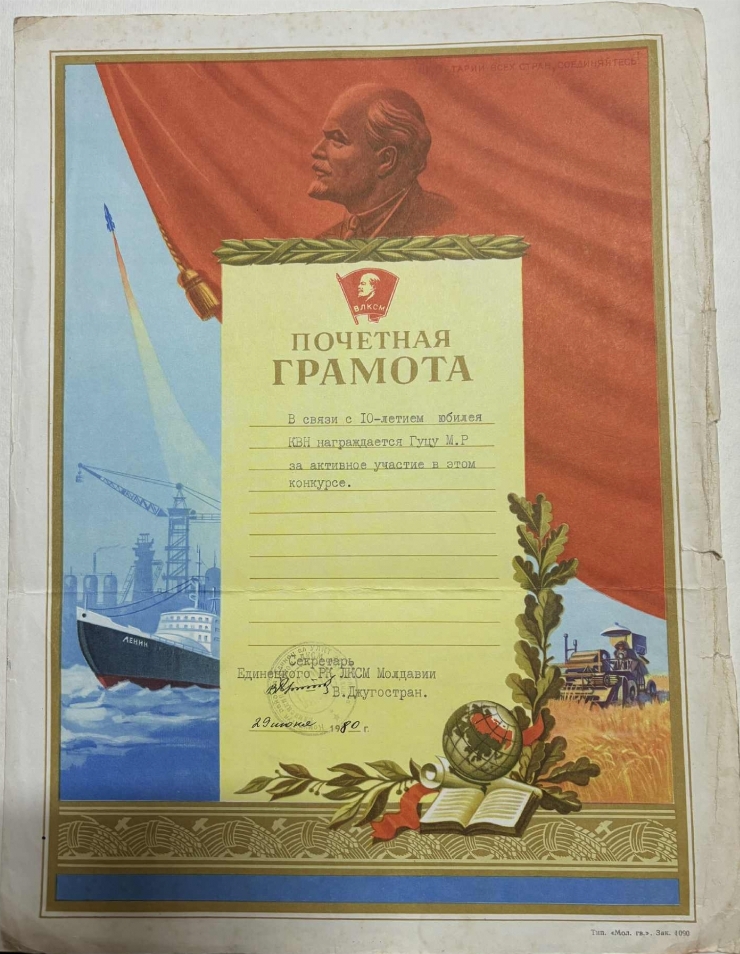 ТАРИИ ВСЕХ СТРАН, СОЕДИНЯЙТЕСЬ!
ВЛКСМ
ПОЧЕТНАЯ
ГРАМОТА
В связи с 10-летием юбилея
КВН награждается Гуцу М.Р
за активное участие в этом
конкурсе.
ЛЕНИН
Секретарь
Единецкого РК ЛКСМ Молдавии
В.Джугостран.
29 июня 1980 г.
Тип. «Мол. гв.». Зак. 4090